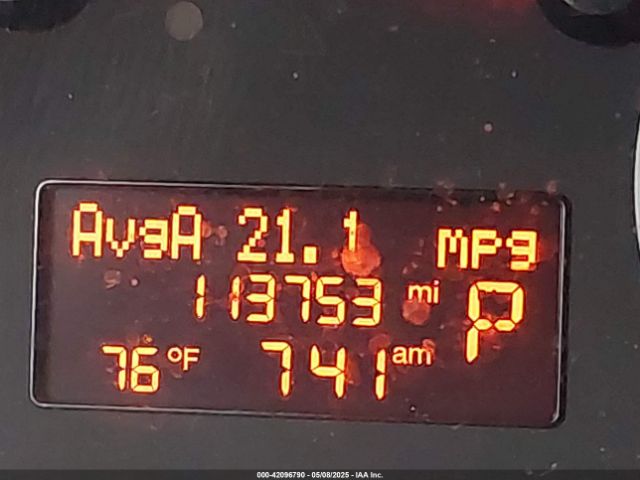 AvgA 21.1 mpg
113753 mi P
76 °F 741 am
000-42096790 - 05/08/2025 - IAA Inc.